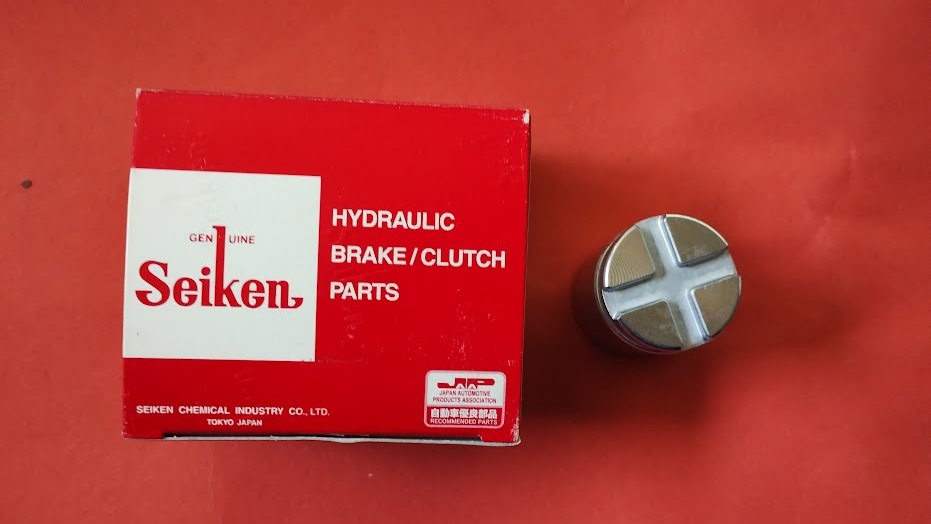 GENUINE
Seiken
HYDRAULIC
BRAKE/CLUTCH
PARTS
SEIKEN CHEMICAL INDUSTRY CO., LTD.
TOKYO JAPAN
JAPAN AUTOMOTIVE
PRODUCTS ASSOCIATION
自動車優良部品
RECOMMENDED PARTS